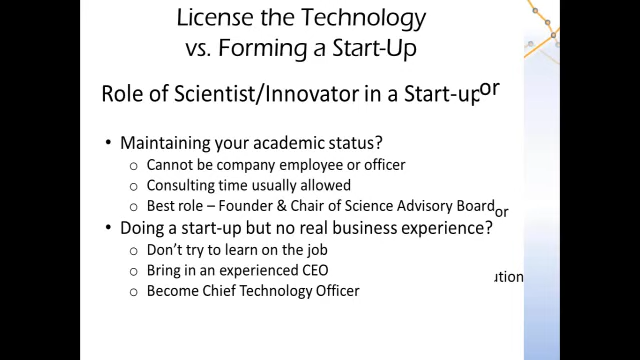 License the Technology
vs. Forming a Start-Up
Role of Scientist/Innovator in a Start-up
or
• Maintaining your academic status?
o Cannot be company employee or officer
o Consulting time usually allowed
o Best role – Founder & Chair of Science Advisory Board
or
• Doing a start-up but no real business experience?
o Don't try to learn on the job
o Bring in an experienced CEO
o Become Chief Technology Officer